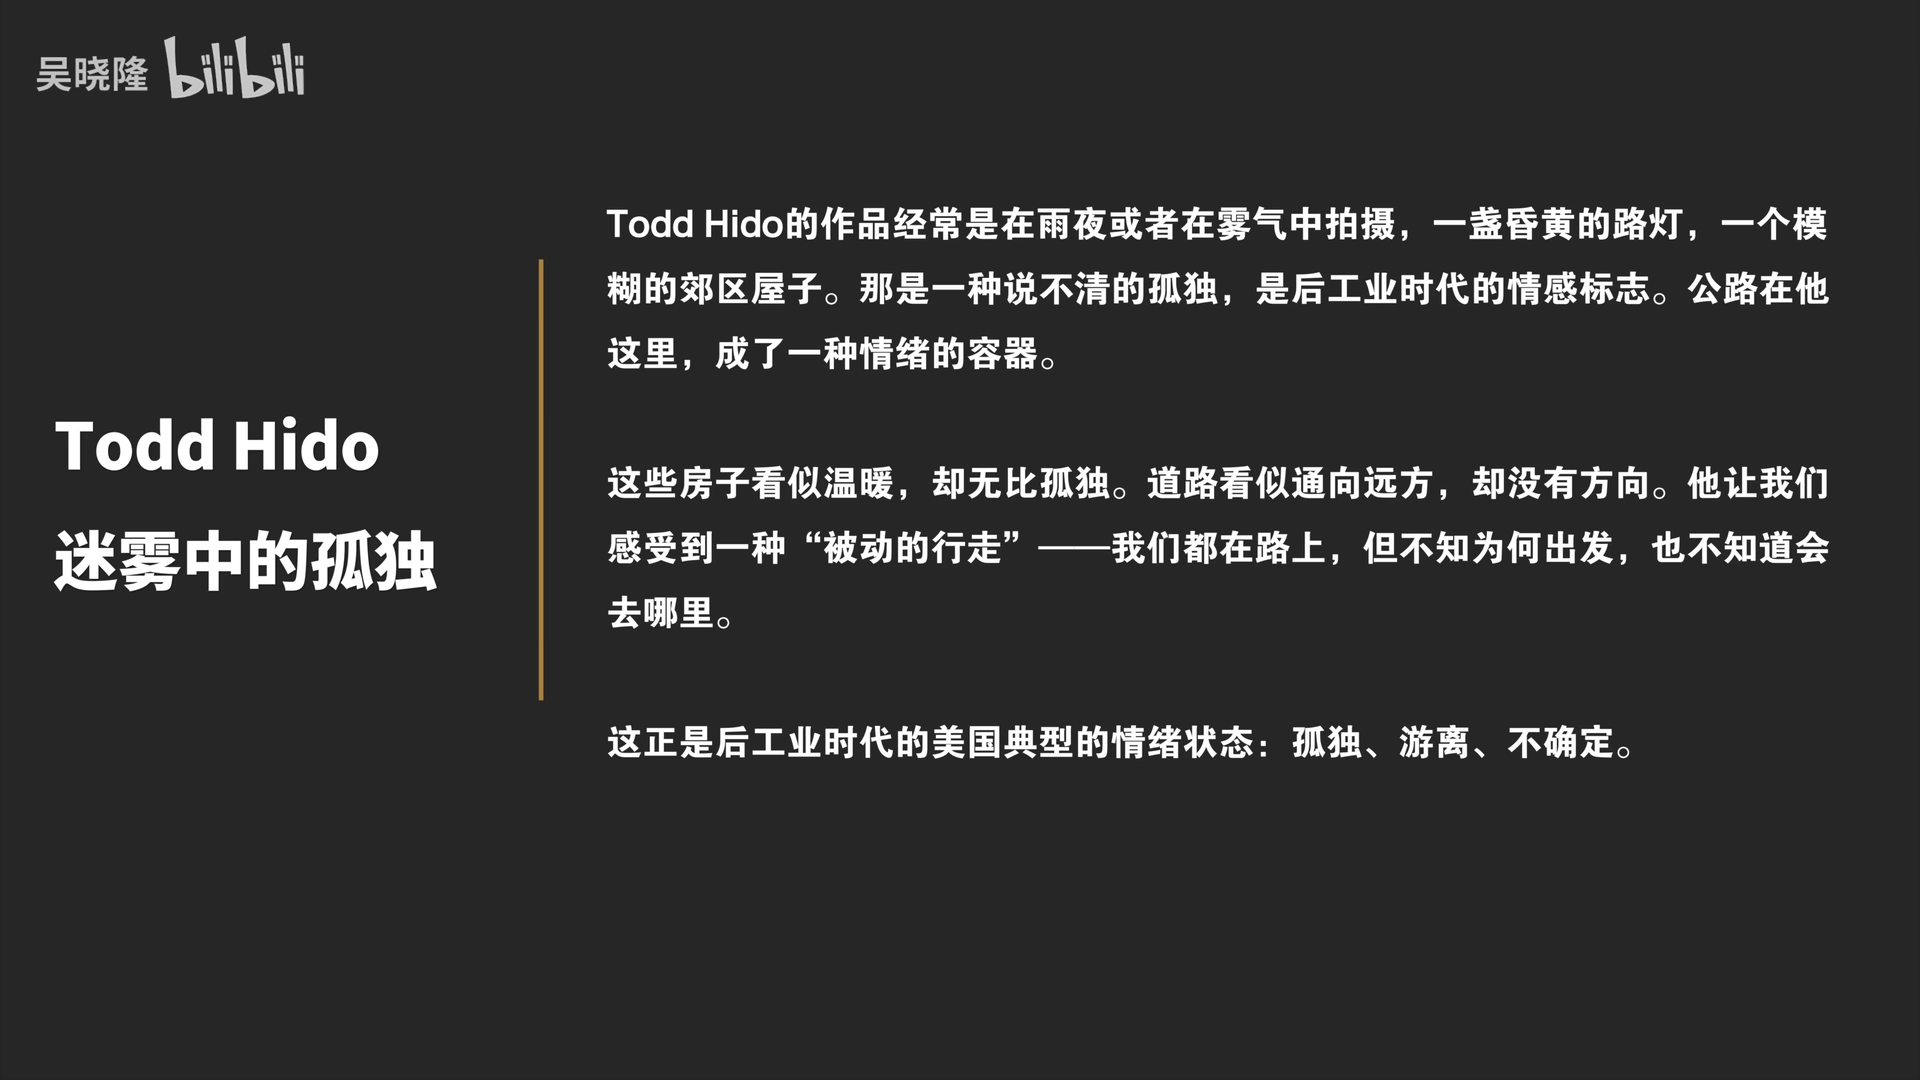 吴晓隆 bilibili
Todd Hido
迷雾中的孤独
Todd Hido的作品经常是在雨夜或者在雾气中拍摄，一盏昏黄的路灯，一个模
糊的郊区屋子。那是一种说不清的孤独，是后工业时代的情感标志。公路在他
这里，成了一种情绪的容器。
这些房子看似温暖，却无比孤独。道路看似通向远方，却没有方向。他让我们
感受到一种“被动的行走”——我们都在路上，但不知为何出发，也不知道会
去哪里。
这正是后工业时代的美国典型的情绪状态：孤独、游离、不确定。